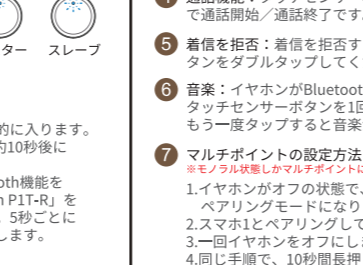 ター スレーブ
的に入ります。
約10秒後に
oth機能を
n P1T-R」を
、5秒ごとに
します。
で通話開始／通話終了です
5 着信を拒否：着信を拒否す
タンをダブルタップしてく
6 音楽：イヤホンがBluetoot
タッチセンサーボタンを1回
もう一度タップすると音楽
7 マルチポイントの設定方法
※モノラル状態しかマルチポイントに
1.イヤホンがオフの状態で、
ペアリングモードになり
2.スマホ1とペアリングして
3.一回イヤホンをオフにし
4.同じ手順で、10秒間長押